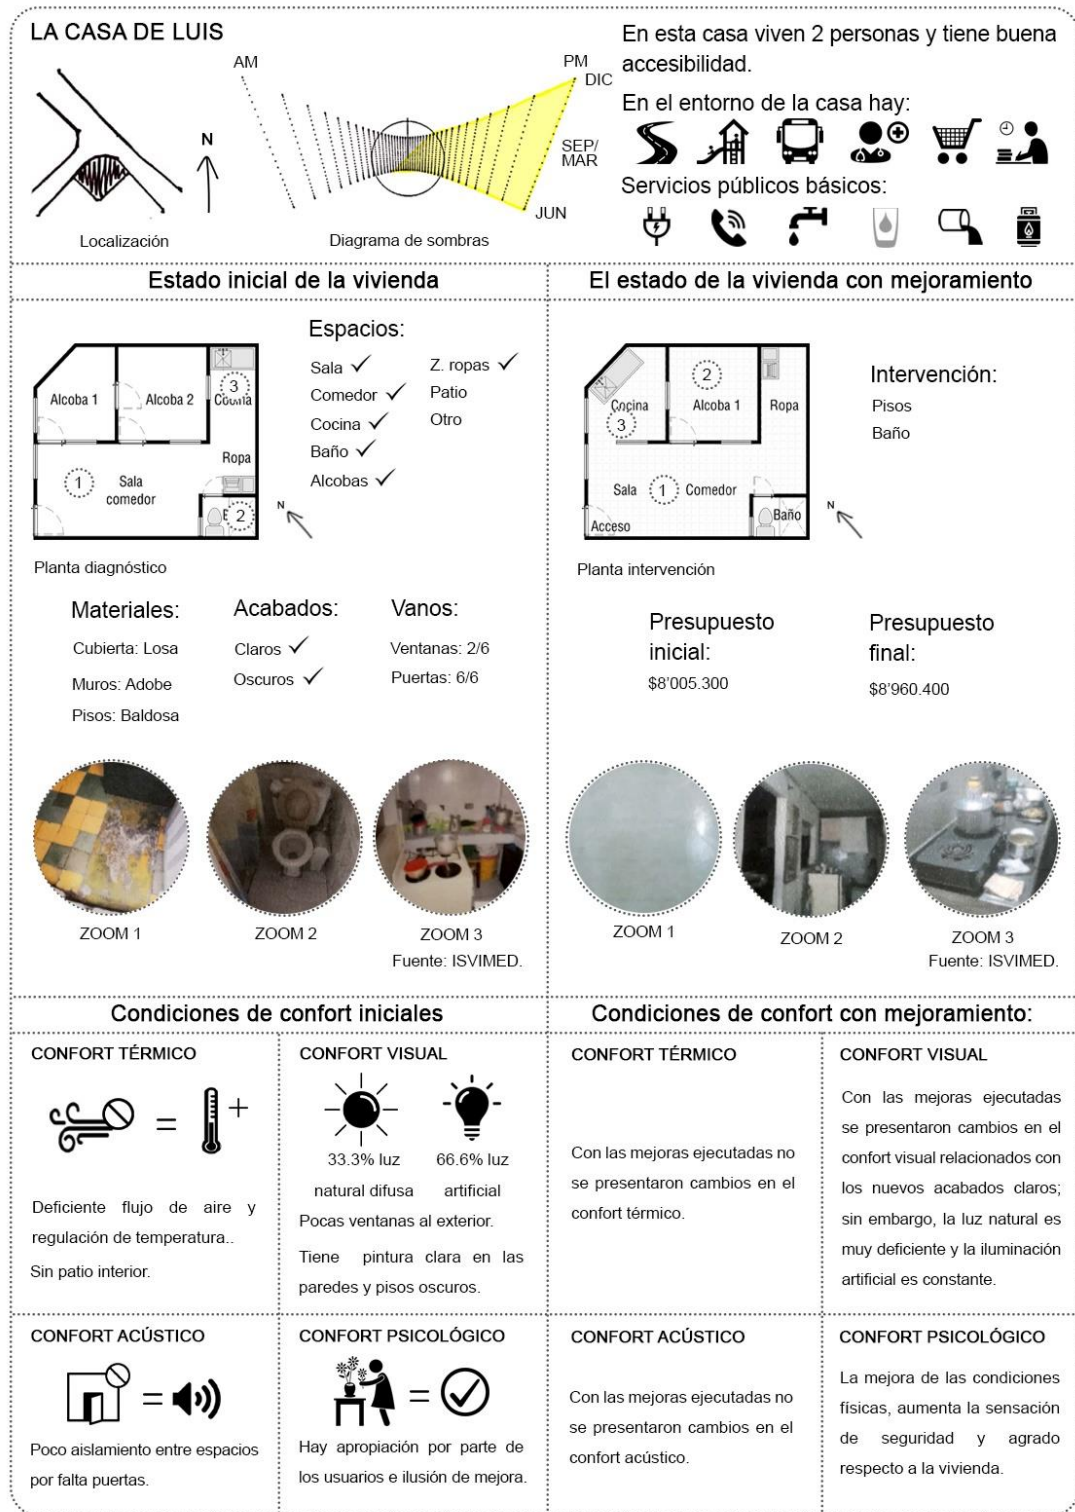 LA CASA DE LUIS
AM
PM
DIC
SEP/
MAR
JUN
N
Localización
Diagrama de sombras
En esta casa viven 2 personas y tiene buena
accesibilidad.
En el entorno de la casa hay:
Servicios públicos básicos:
Estado inicial de la vivienda
Alcoba 1
Alcoba 2
3
Ropa
1
Sala
comedor
2
N
Planta diagnóstico
Espacios:
Sala ✓
Comedor ✓
Cocina ✓
Baño ✓
Alcobas ✓
Z. ropas ✓
Patio
Otro
Materiales:
Cubierta: Losa
Muros: Adobe
Pisos: Baldosa
Acabados:
Claros ✓
Oscuros ✓
Vanos:
Ventanas: 2/6
Puertas: 6/6
ZOOM 1
ZOOM 2
ZOOM 3
Fuente: ISVIMED.
El estado de la vivienda con mejoramiento
Cocina
3
2
Alcoba 1
Ropa
Sala
1
Comedor
Acceso
Baño
N
Planta intervención
Intervención:
Pisos
Baño
Presupuesto
inicial:
$8'005.300
Presupuesto
final:
$8'960.400
ZOOM 1
ZOOM 2
ZOOM 3
Fuente: ISVIMED.
Condiciones de confort iniciales
CONFORT TÉRMICO
= +
Deficiente flujo de aire y
regulación de temperatura..
Sin patio interior.
CONFORT VISUAL
33.3% luz
natural difusa
66.6% luz
artificial
Pocas ventanas al exterior.
Tiene pintura clara en las
paredes y pisos oscuros.
CONFORT ACÚSTICO
=
Poco aislamiento entre espacios
por falta puertas.
CONFORT PSICOLÓGICO
=
Hay apropiación por parte de
los usuarios e ilusión de mejora.
Condiciones de confort con mejoramiento:
CONFORT TÉRMICO
Con las mejoras ejecutadas no
se presentaron cambios en el
confort térmico.
CONFORT VISUAL
Con las mejoras ejecutadas
se presentaron cambios en el
confort visual relacionados con
los nuevos acabados claros;
sin embargo, la luz natural es
muy deficiente y la iluminación
artificial es constante.
CONFORT ACÚSTICO
Con las mejoras ejecutadas no
se presentaron cambios en el
confort acústico.
CONFORT PSICOLÓGICO
La mejora de las condiciones
físicas, aumenta la sensación
de seguridad y agrado
respecto a la vivienda.